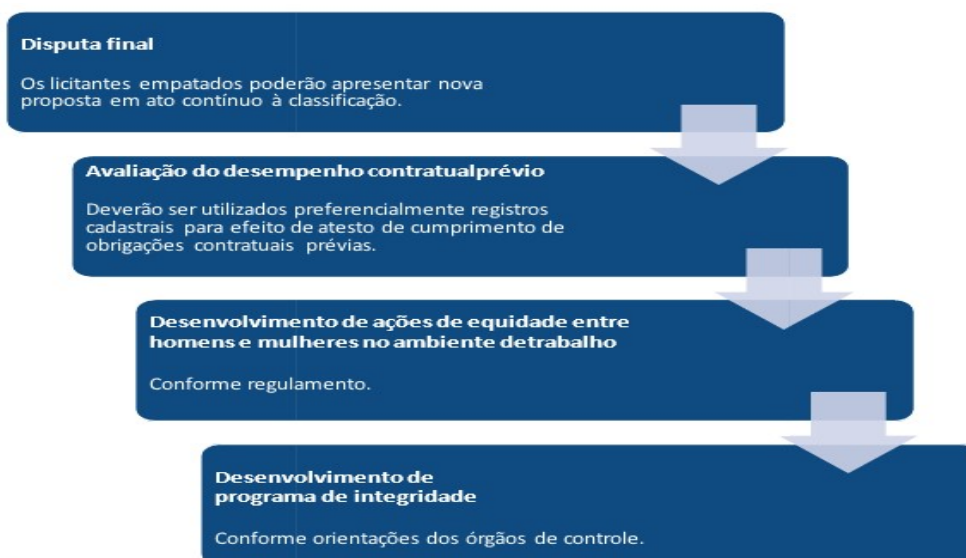 Disputa final
Os licitantes empatados poderão apresentar nova
proposta em ato contínuo à classificação.
Avaliação do desempenho contratualprévio
Deverão ser utilizados preferencialmente registros
cadastrais para efeito de atesto de cumprimento de
obrigações contratuais prévias.
Desenvolvimento de ações de equidade entre
homens e mulheres no ambiente detrabalho
Conforme regulamento.
Desenvolvimento de
programa de integridade
Conforme orientações dos órgãos de controle.